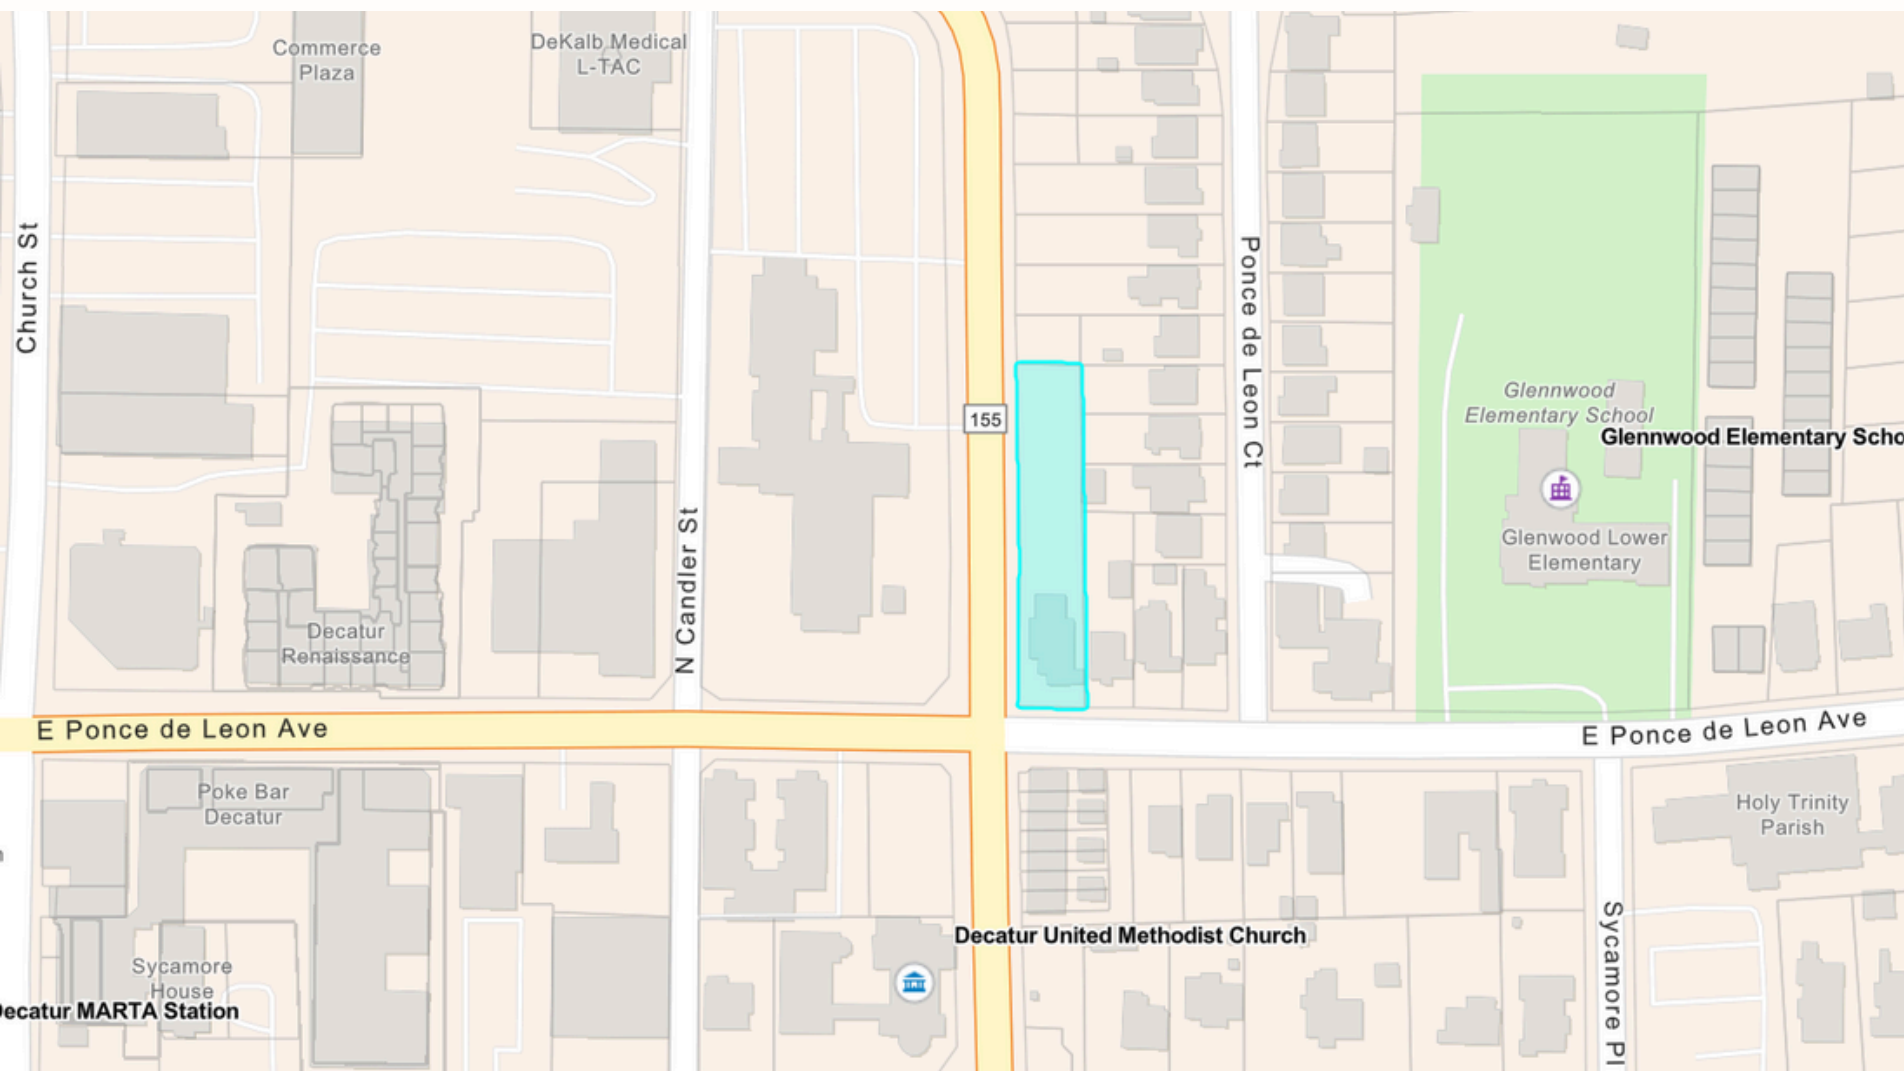 Commerce
Plaza
DeKalb Medical
L-TAC
Church St
Ponce de Leon Ct
155
Glennwood
Elementary School
Glennwood Elementary Scho
Glenwood Lower
Elementary
N Candler St
Decatur
Renaissance
E Ponce de Leon Ave
E Ponce de Leon Ave
Poke Bar
Decatur
Holy Trinity
Parish
Decatur United Methodist Church
Sycamore Pl
Sycamore
House
Decatur MARTA Station